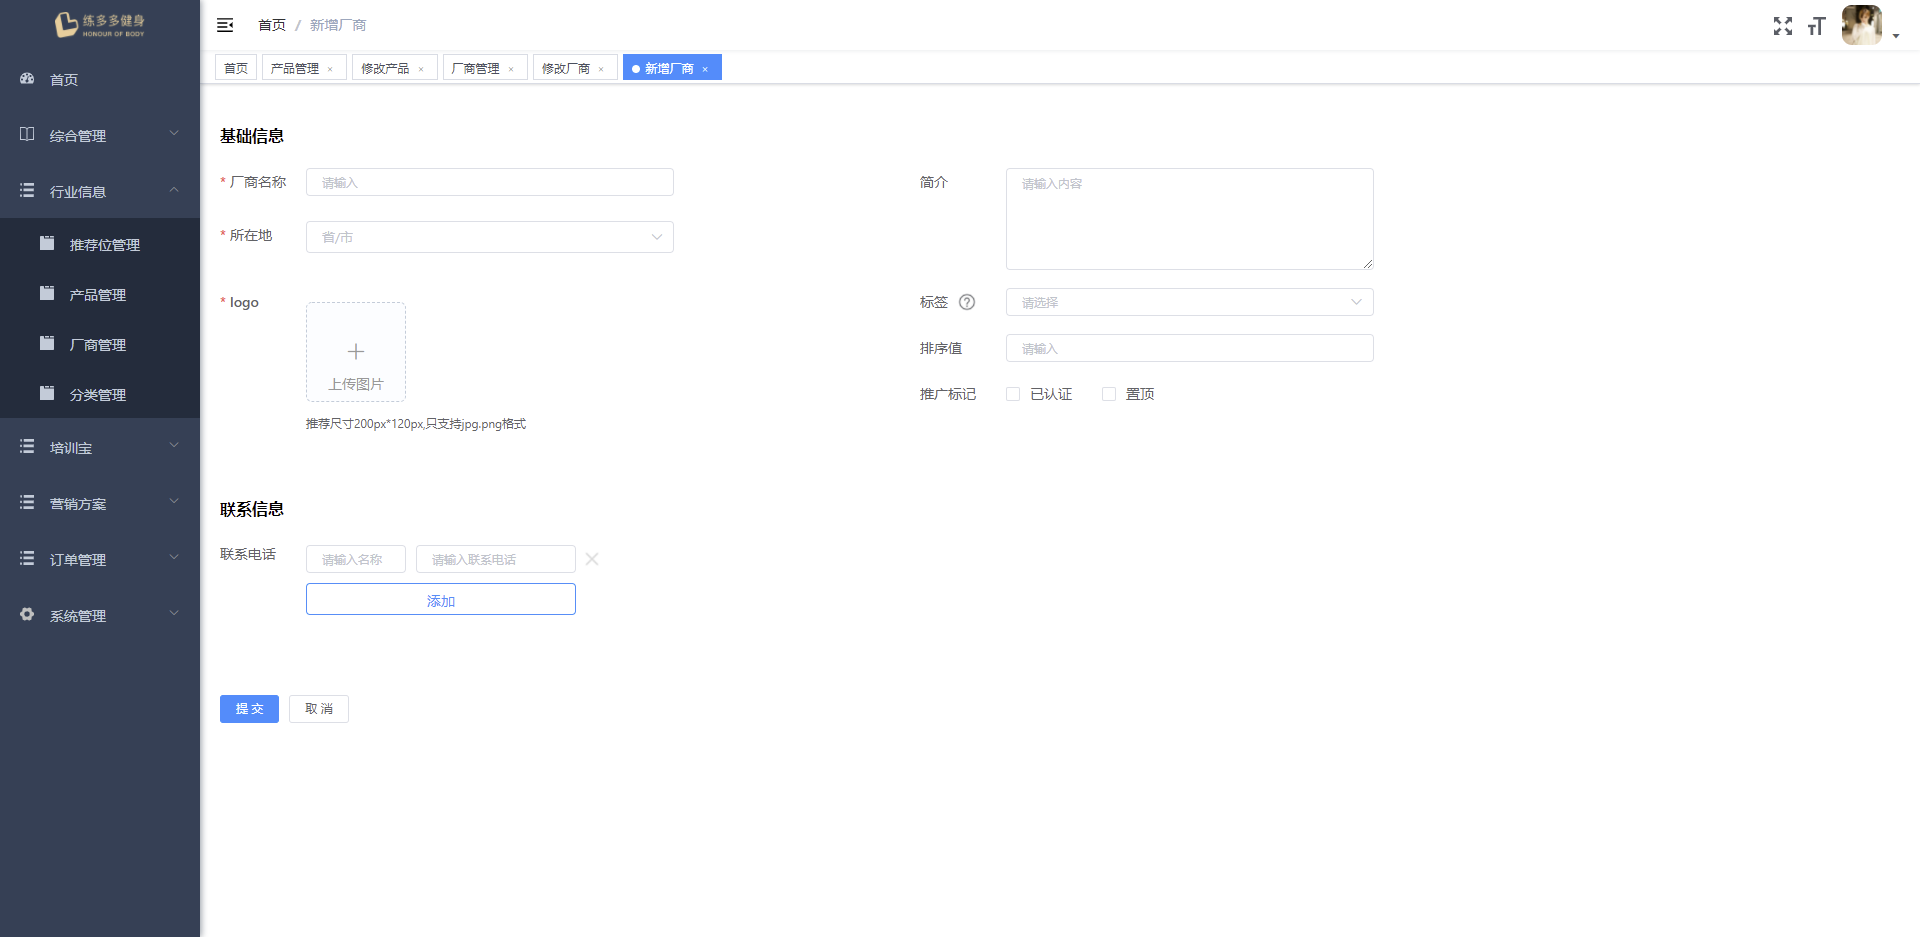 练多多健身
HONOUR OF BODY
首页
综合管理
行业信息
推荐位管理
产品管理
厂商管理
分类管理
培训宝
营销方案
订单管理
系统管理
首页 / 新增厂商
首页 产品管理 × 修改产品 × 厂商管理 × 修改厂商 × 新增厂商 ×
基础信息
* 厂商名称 请输入
* 所在地 省/市
* logo
上传图片
推荐尺寸200px*120px,只支持jpg.png格式
简介 请输入内容
标签 ? 请选择
排序值 请输入
推广标记 已认证 置顶
联系信息
联系电话 请输入名称 请输入联系电话
添加
提 交 取 消